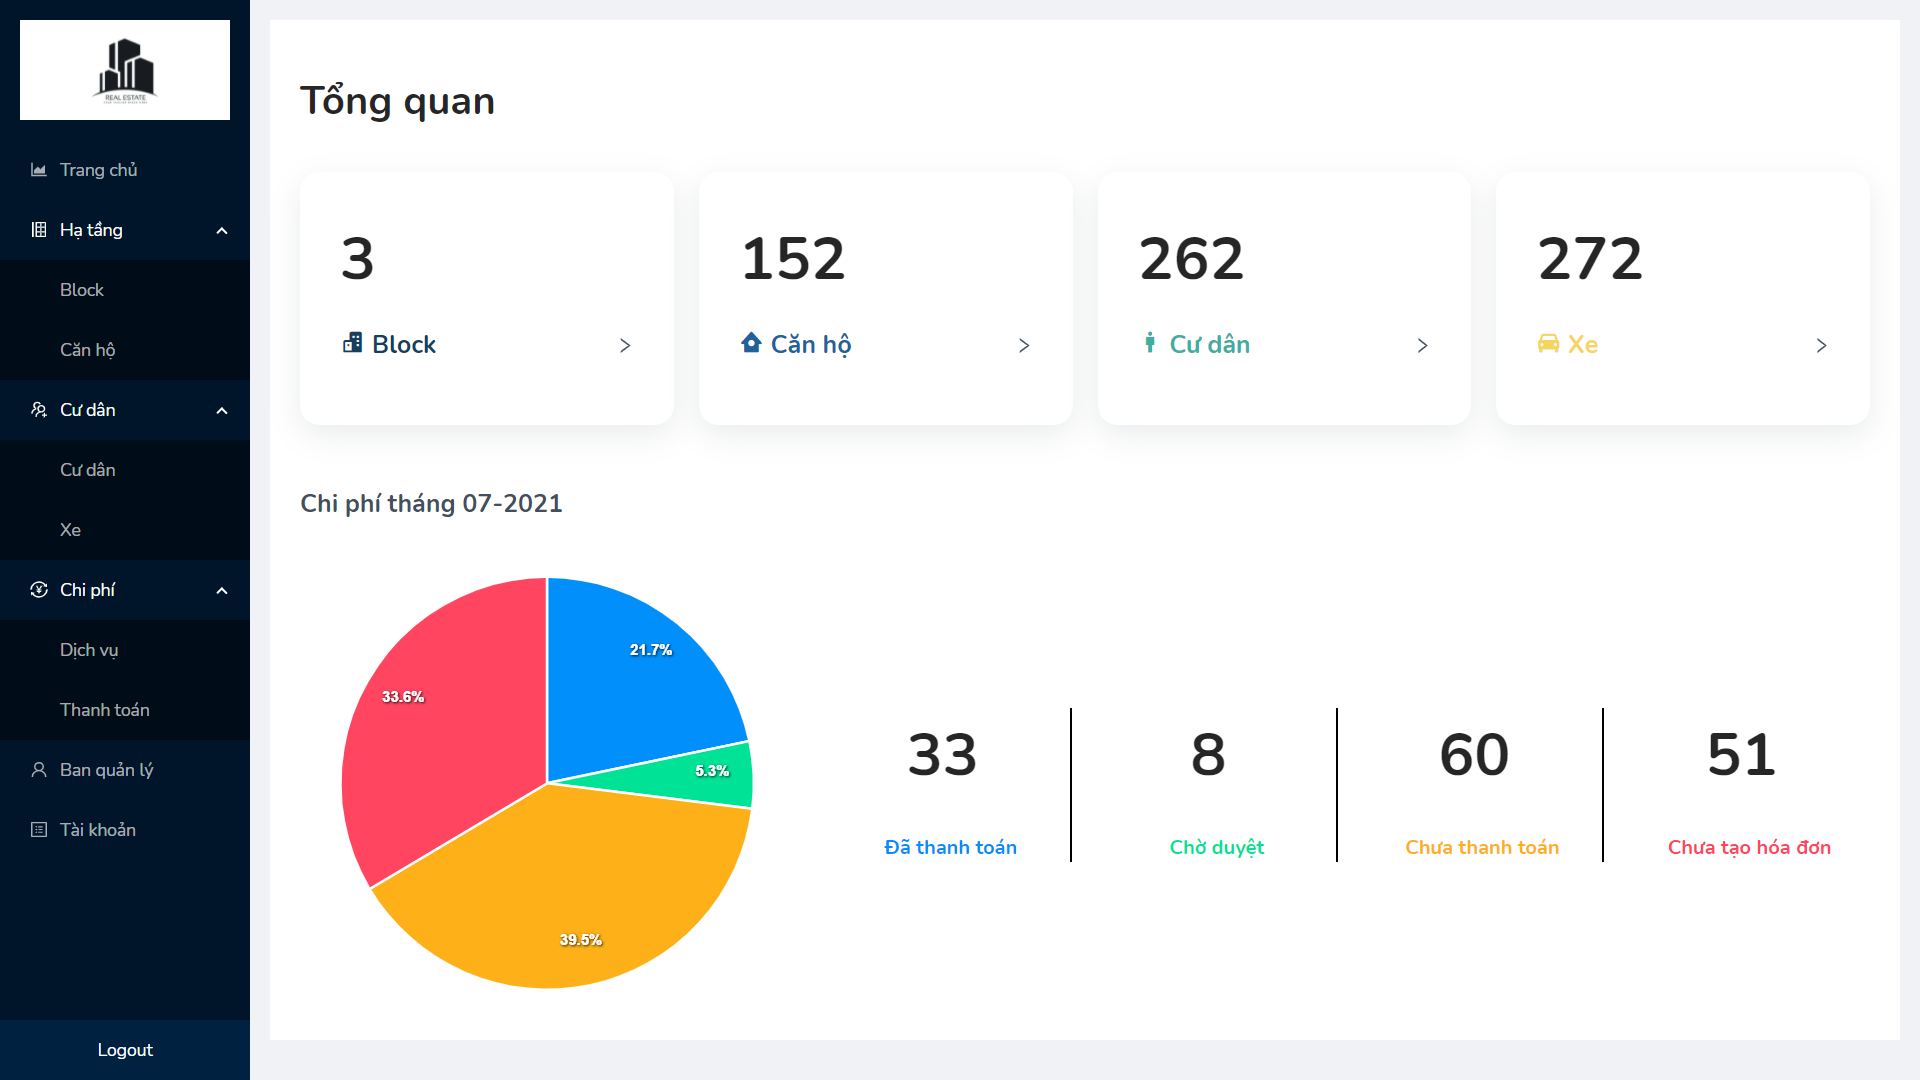 REAL ESTATE
Trang chủ
Hạ tầng
Block
Căn hộ
Cư dân
Cư dân
Xe
Chi phí
Dịch vụ
Thanh toán
Ban quản lý
Tài khoản
Logout
Tổng quan
3
Block
152
Căn hộ
262
Cư dân
272
Xe
Chi phí tháng 07-2021
21.7%
33.6%
5.3%
39.5%
33
Đã thanh toán
8
Chờ duyệt
60
Chưa thanh toán
51
Chưa tạo hóa đơn